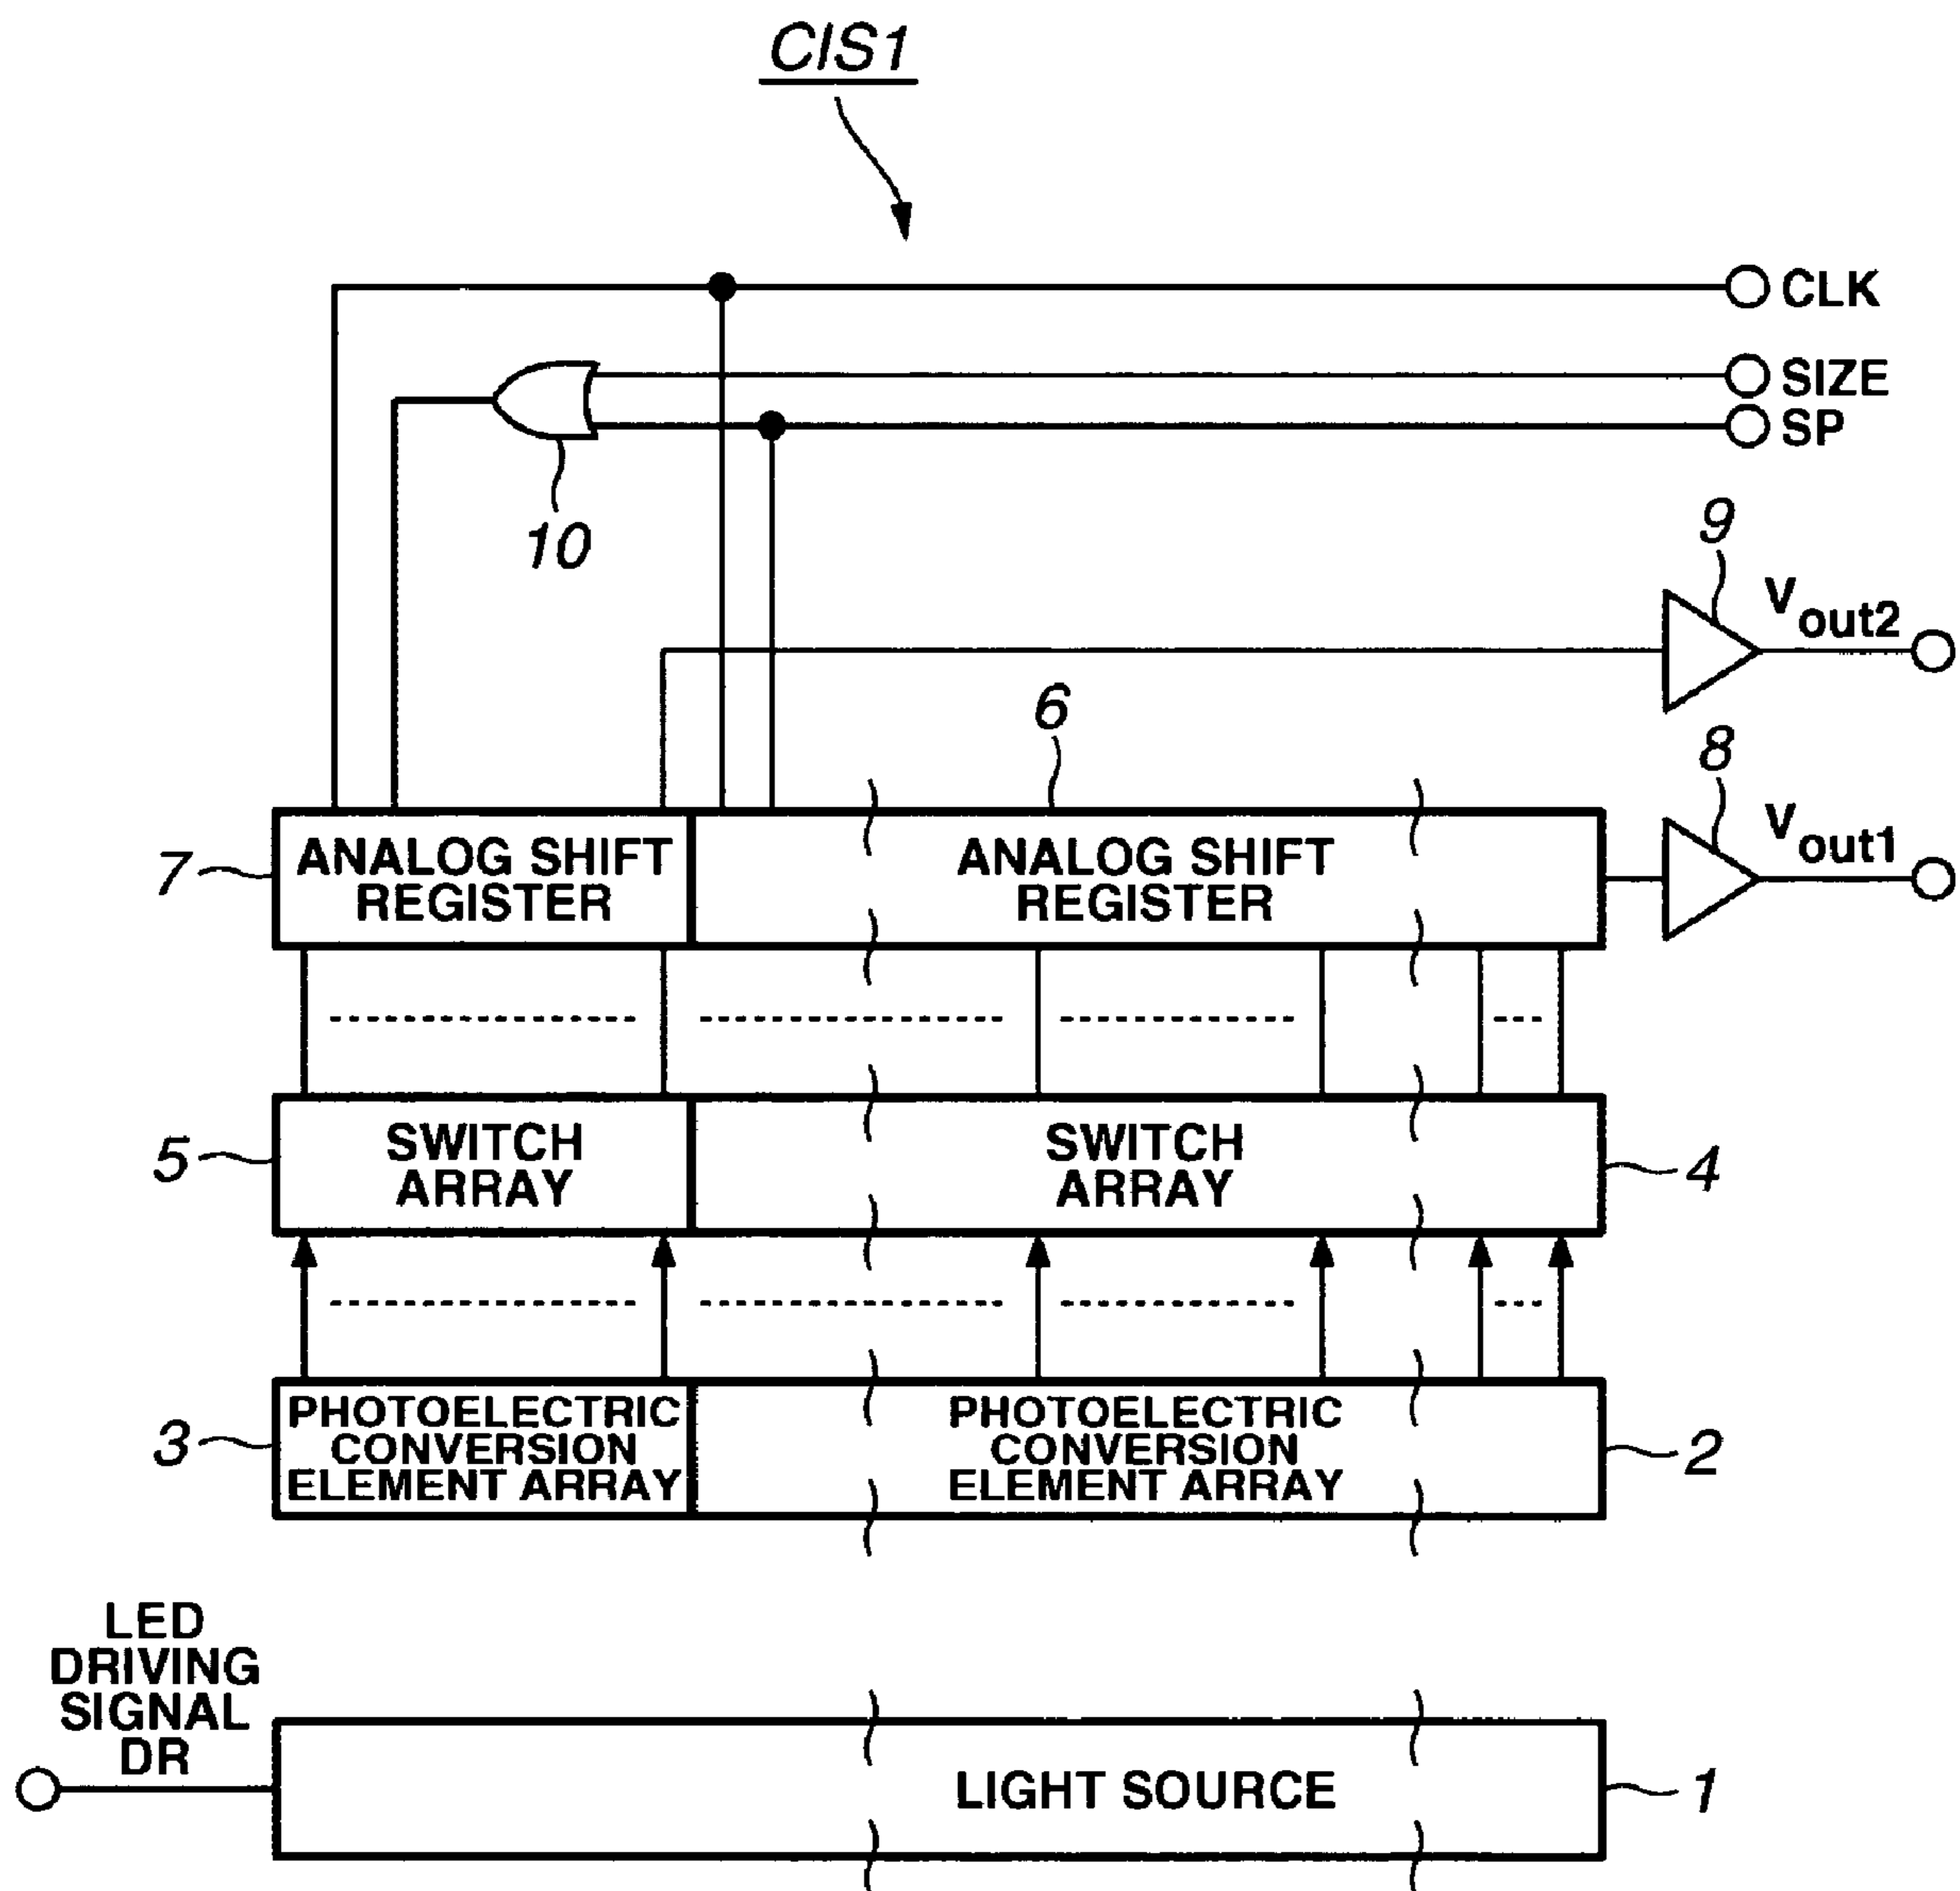 CIS1
CLK
SIZE
SP
10
9
Vout2
6
8
Vout1
7
ANALOG SHIFT
REGISTER
ANALOG SHIFT
REGISTER
5
SWITCH
ARRAY
SWITCH
ARRAY
4
3
PHOTOELECTRIC
CONVERSION
ELEMENT ARRAY
PHOTOELECTRIC
CONVERSION
ELEMENT ARRAY
2
LED
DRIVING
SIGNAL
DR
LIGHT SOURCE
1